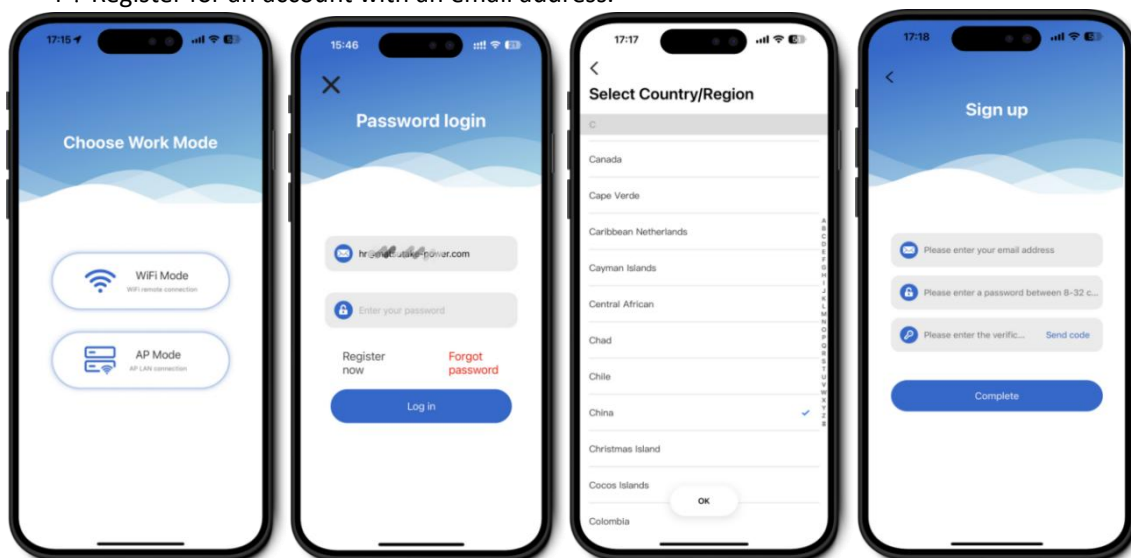 Register for an account with an email address.
17:15
Choose Work Mode
WiFi Mode
WiFi remote connection
AP Mode
AP LAN connection
15:46
Password login
Enter your password
Register now
Forgot password
Log in
17:17
Select Country/Region
C
Canada
Cape Verde
Caribbean Netherlands
Cayman Islands
Central African
Chad
Chile
China
Christmas Island
Cocos Islands
Colombia
OK
A
B
C
D
E
F
G
H
I
J
K
L
M
N
O
P
Q
R
S
T
U
V
W
X
Y
Z
#
17:18
Sign up
Please enter your email address
Please enter a password between 8-32 c...
Please enter the verific...
Send code
Complete